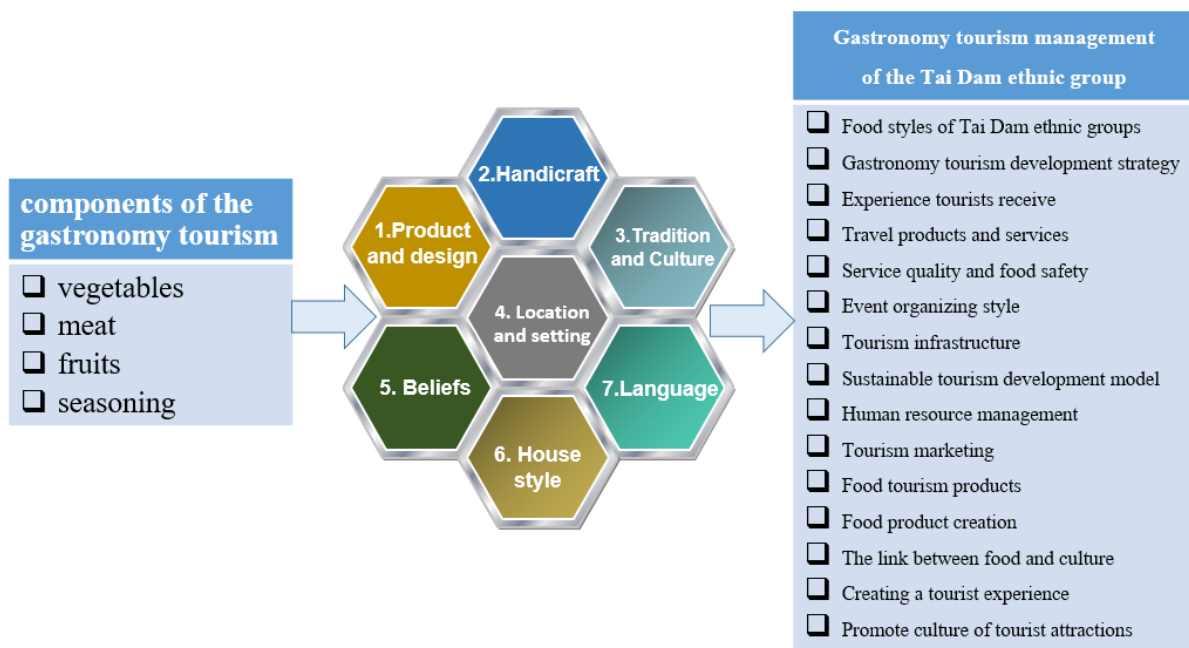 components of the
gastronomy tourism
vegetables
meat
fruits
seasoning
2.Handicraft
1.Product
and design
3.Tradition
and Culture
4. Location
and setting
5. Beliefs
7.Language
6. House
style
Gastronomy tourism management
of the Tai Dam ethnic group
Food styles of Tai Dam ethnic groups
Gastronomy tourism development strategy
Experience tourists receive
Travel products and services
Service quality and food safety
Event organizing style
Tourism infrastructure
Sustainable tourism development model
Human resource management
Tourism marketing
Food tourism products
Food product creation
The link between food and culture
Creating a tourist experience
Promote culture of tourist attractions